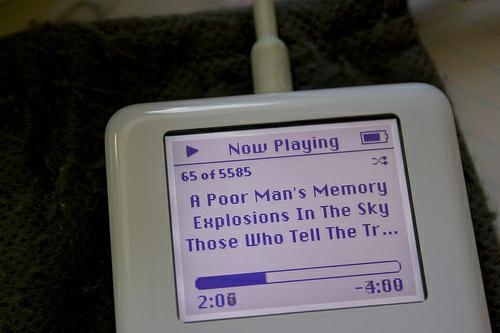 Now Playing
65 of 5585
A Poor Man's Memory
Explosions In The Sky
Those Who Tell The Tr...
2:06 -4:00